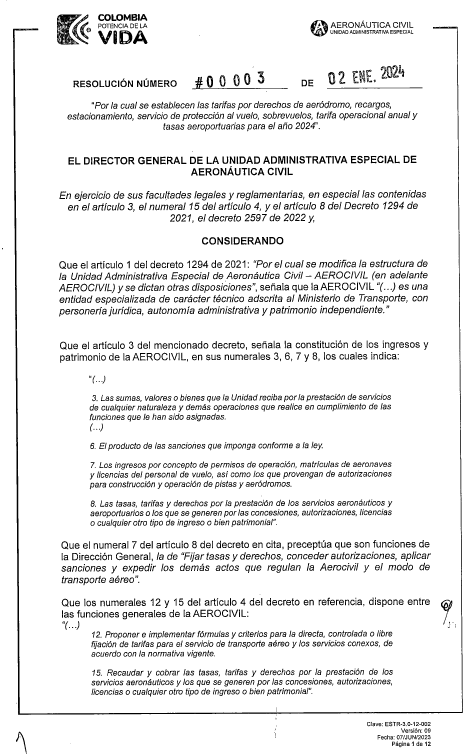 COLOMBIA
POTENCIA DE LA
VIDA
AERONÁUTICA CIVIL
UNIDAD ADMINISTRATIVA ESPECIAL
RESOLUCIÓN NÚMERO #00003 DE 02 ENE. 2024
"Por la cual se establecen las tarifas por derechos de aeródromo, recargos,
estacionamiento, servicio de protección al vuelo, sobrevuelos, tarifa operacional anual y
tasas aeroportuarias para el año 2024".
EL DIRECTOR GENERAL DE LA UNIDAD ADMINISTRATIVA ESPECIAL DE
AERONÁUTICA CIVIL
En ejercicio de sus facultades legales y reglamentarias, en especial las contenidas
en el artículo 3, el numeral 15 del artículo 4, y el artículo 8 del Decreto 1294 de
2021, el decreto 2597 de 2022 y,
CONSIDERANDO
Que el artículo 1 del decreto 1294 de 2021: "Por el cual se modifica la estructura de
la Unidad Administrativa Especial de Aeronáutica Civil – AEROCIVIL (en adelante
AEROCIVIL) y se dictan otras disposiciones", señala que la AEROCIVIL "(...) es una
entidad especializada de carácter técnico adscrita al Ministerio de Transporte, con
personería jurídica, autonomía administrativa y patrimonio independiente."
Que el artículo 3 del mencionado decreto, señala la constitución de los ingresos y
patrimonio de la AEROCIVIL, en sus numerales 3, 6, 7 y 8, los cuales indica:
"(...)
3. Las sumas, valores o bienes que la Unidad reciba por la prestación de servicios
de cualquier naturaleza y demás operaciones que realice en cumplimiento de las
funciones que le han sido asignadas.
(...)
6. El producto de las sanciones que imponga conforme a la ley.
7. Los ingresos por concepto de permisos de operación, matrículas de aeronaves
y licencias del personal de vuelo, así como los que provengan de autorizaciones
para construcción y operación de pistas y aeródromos.
8. Las tasas, tarifas y derechos por la prestación de los servicios aeronáuticos y
aeroportuarios o los que se generen por las concesiones, autorizaciones, licencias
o cualquier otro tipo de ingreso o bien patrimonial".
Que el numeral 7 del artículo 8 del decreto en cita, preceptúa que son funciones de
la Dirección General, la de "Fijar tasas y derechos, conceder autorizaciones, aplicar
sanciones y expedir los demás actos que regulan la Aerocivil y el modo de
transporte aéreo".
Que los numerales 12 y 15 del artículo 4 del decreto en referencia, dispone entre
las funciones generales de la AEROCIVIL:
"(...)
12. Proponer e implementar fórmulas y criterios para la directa, controlada o libre
fijación de tarifas para el servicio de transporte aéreo y los servicios conexos, de
acuerdo con la normativa vigente.
15. Recaudar y cobrar las tasas, tarifas y derechos por la prestación de los
servicios aeronáuticos y los que se generen por las concesiones, autorizaciones,
licencias o cualquier otro tipo de ingreso o bien patrimonial".
Clave: ESTR-3.0-12-002
Versión: 09
Fecha: 07/JUN/2023
Página 1 de 12